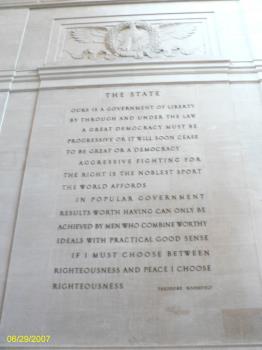 THE STATE
OURS IS A GOVERNMENT OF LIBERTY
BY THROUGH AND UNDER THE LAW
A GREAT DEMOCRACY MUST BE
PROGRESSIVE OR IT WILL SOON CEASE
TO BE GREAT OR A DEMOCRACY
AGGRESSIVE FIGHTING FOR
THE RIGHT IS THE NOBLEST SPORT
THE WORLD AFFORDS
IN POPULAR GOVERNMENT
RESULTS WORTH HAVING CAN ONLY BE
ACHIEVED BY MEN WHO COMBINE WORTHY
IDEALS WITH PRACTICAL GOOD SENSE
IF I MUST CHOOSE BETWEEN
RIGHTEOUSNESS AND PEACE I CHOOSE
RIGHTEOUSNESS
THEODORE ROOSEVELT
06/29/2007